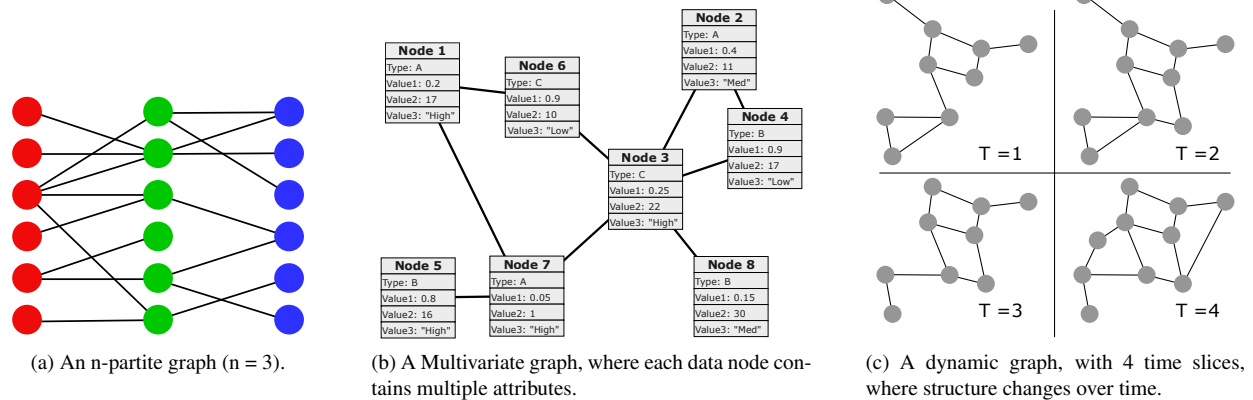 Node 1
Type: A
Value1: 0.2
Value2: 17
Value3: "High"
Node 6
Type: C
Value1: 0.9
Value2: 10
Value3: "Low"
Node 2
Type: A
Value1: 0.4
Value2: 11
Value3: "Med"
Node 4
Type: B
Value1: 0.9
Value2: 17
Value3: "Low"
Node 3
Type: C
Value1: 0.25
Value2: 22
Value3: "High"
Node 5
Type: B
Value1: 0.8
Value2: 16
Value3: "High"
Node 7
Type: A
Value1: 0.05
Value2: 1
Value3: "High"
Node 8
Type: B
Value1: 0.15
Value2: 30
Value3: "Med"
T =1
T =2
T =3
T =4
(a) An n-partite graph (n = 3).
(b) A Multivariate graph, where each data node con-
tains multiple attributes.
(c) A dynamic graph, with 4 time slices,
where structure changes over time.